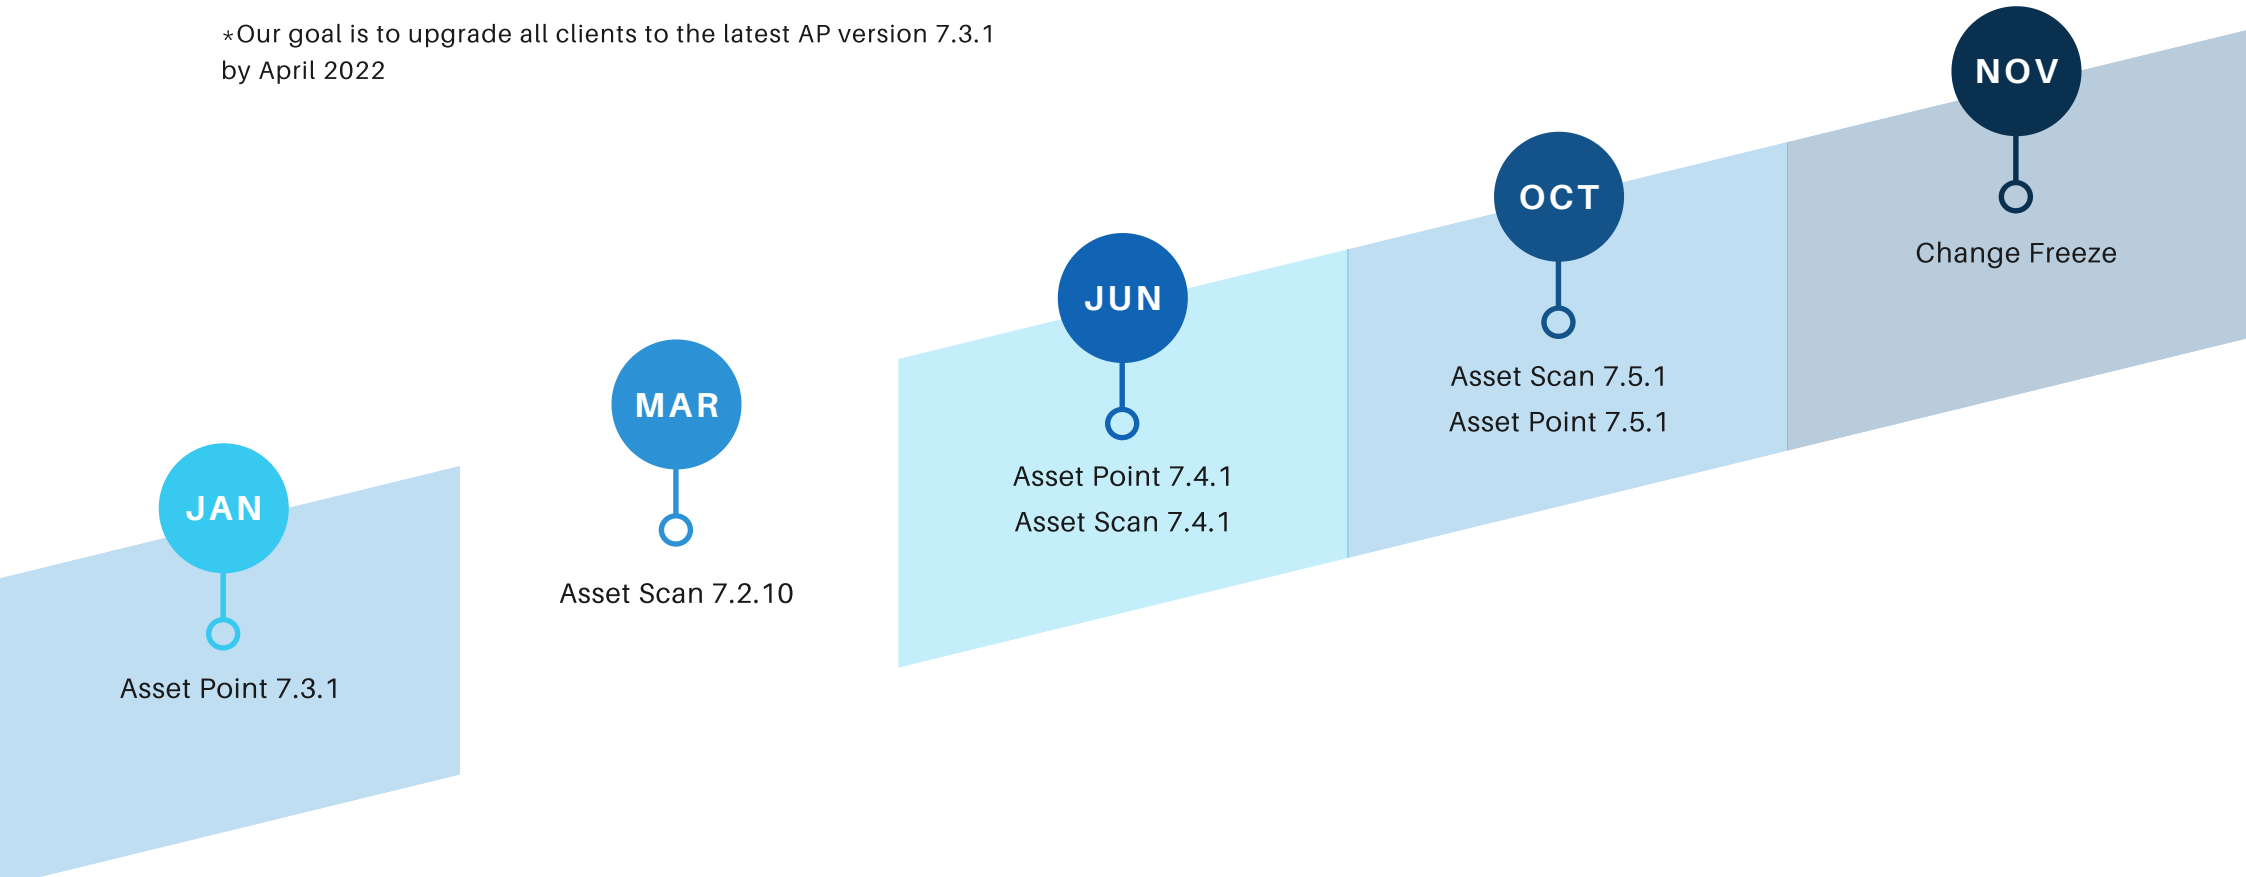 *Our goal is to upgrade all clients to the latest AP version 7.3.1
by April 2022
JAN
Asset Point 7.3.1
MAR
Asset Scan 7.2.10
JUN
Asset Point 7.4.1
Asset Scan 7.4.1
OCT
Asset Scan 7.5.1
Asset Point 7.5.1
NOV
Change Freeze